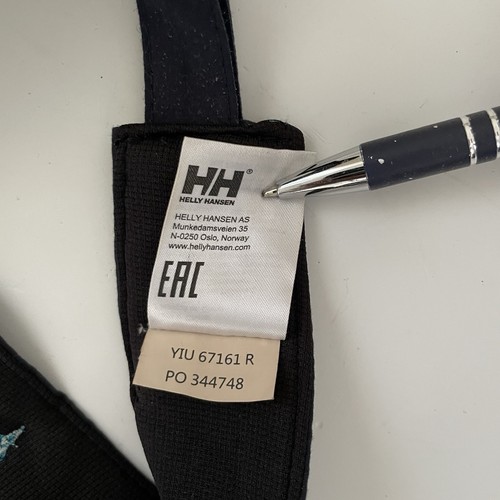 HH®
HELLY HANSEN
HELLY HANSEN AS
Munkedamsveien 35
N-0250 Oslo, Norway
www.hellyhansen.com
EAC
YIU 67161 R
PO 344748